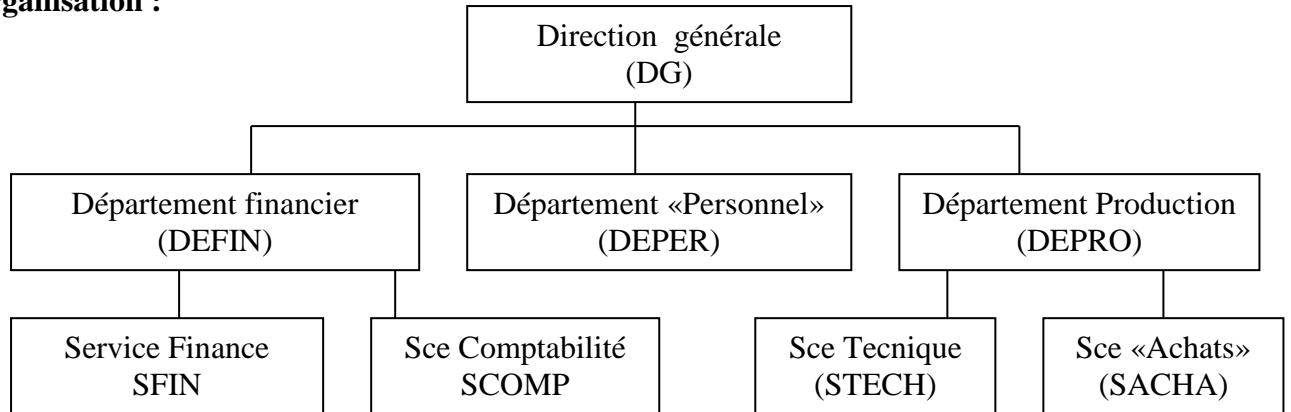 rganisation :
Direction générale
(DG)
Département financier
(DEFIN)
Département «Personnel»
(DEPER)
Département Production
(DEPRO)
Service Finance
SFIN
Sce Comptabilité
SCOMP
Sce Tecnique
(STECH)
Sce «Achats»
(SACHA)